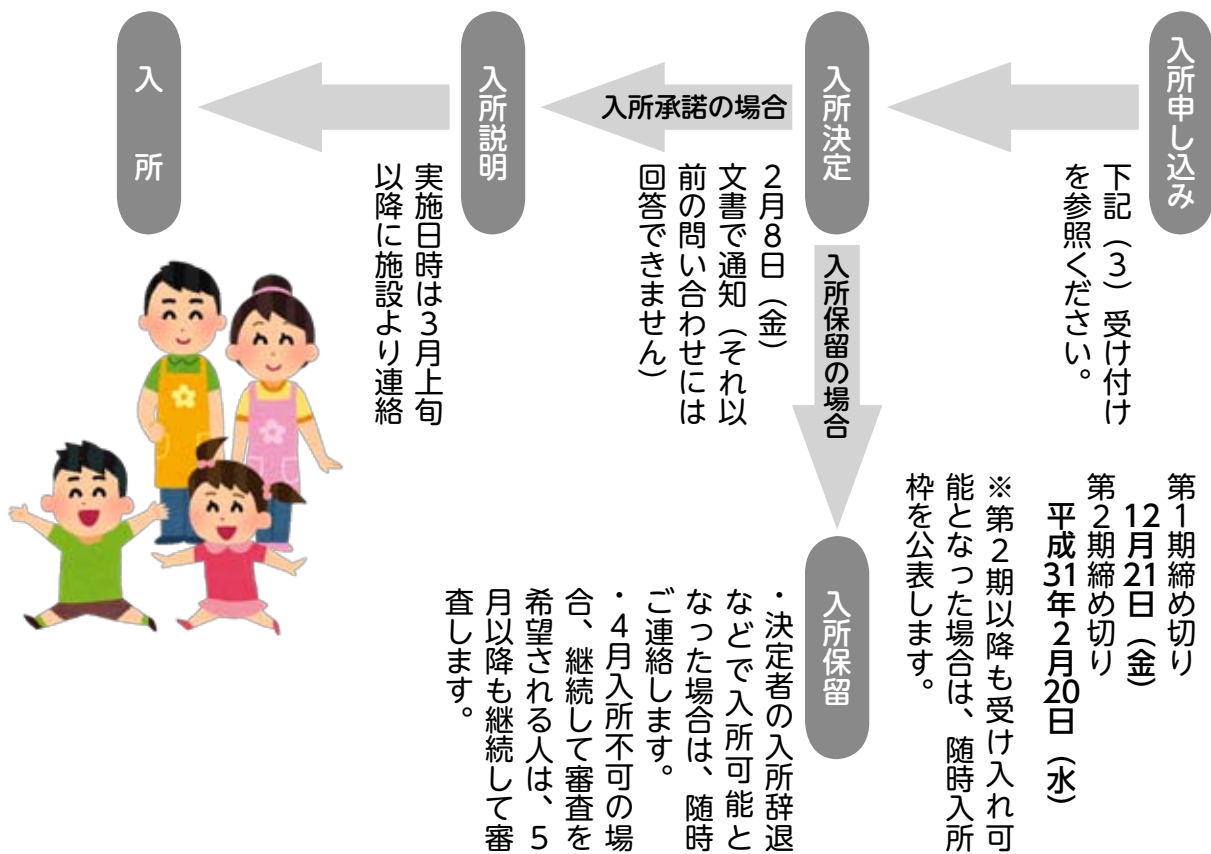 入所申し込み
下記（３）受け付け
を参照ください。
第１期締め切り
12月21日（金）
第２期締め切り
平成31年２月20日（水）
※第２期以降も受け入れ可
能となった場合は、随時入所
枠を公表します。
入所決定
入所承諾の場合
２月８日（金）
文書で通知（それ以
前の問い合わせには
回答できません）
入所保留の場合
入所保留
・決定者の入所辞退
などで入所可能と
なった場合は、随時
ご連絡します。
・４月入所不可の場
合、継続して審査を
希望される人は、５
月以降も継続して審
査します。
入所説明
実施日時は３月上旬
以降に施設より連絡
入所